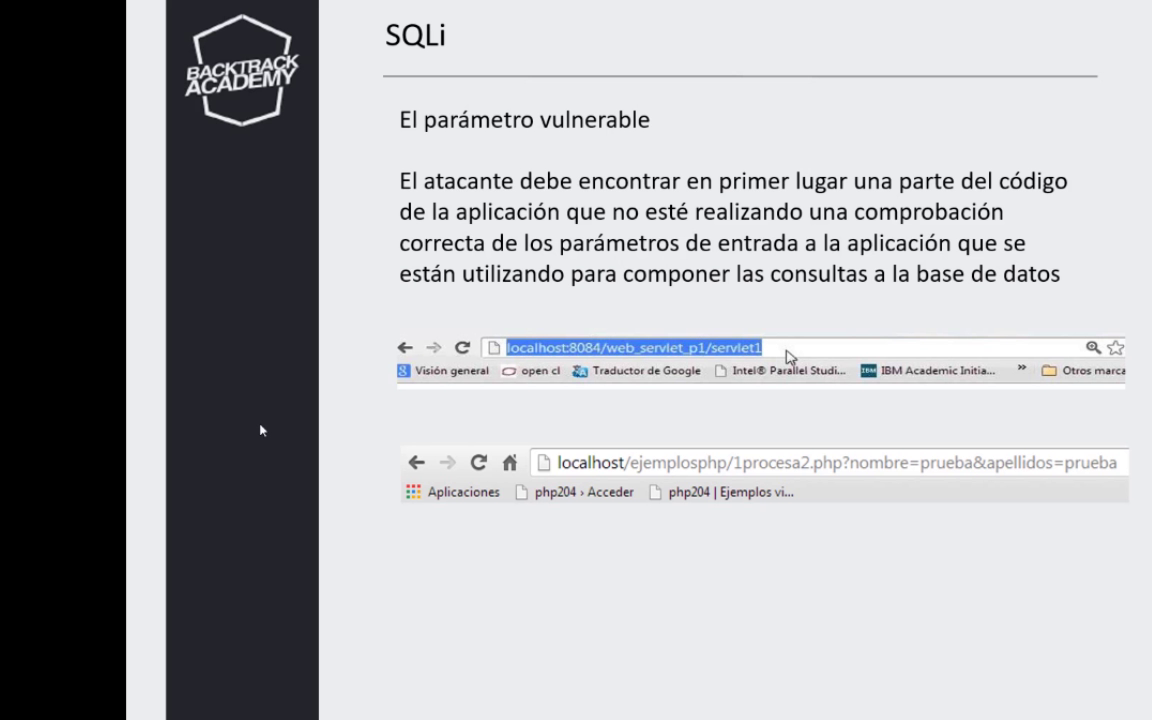 BACKTRACK
ACADEMY
SQLi
El parámetro vulnerable
El atacante debe encontrar en primer lugar una parte del código
de la aplicación que no esté realizando una comprobación
correcta de los parámetros de entrada a la aplicación que se
están utilizando para componer las consultas a la base de datos
localhost:8084/web_servlet_p1/servlet1
Visión general open cl Traductor de Google Intel® Parallel Studi... IBM IBM Academic Initia... » Otros marca
localhost/ejemplosphp/1procesa2.php?nombre=prueba&apellidos=prueba
Aplicaciones php204 › Acceder php204 | Ejemplos vi...